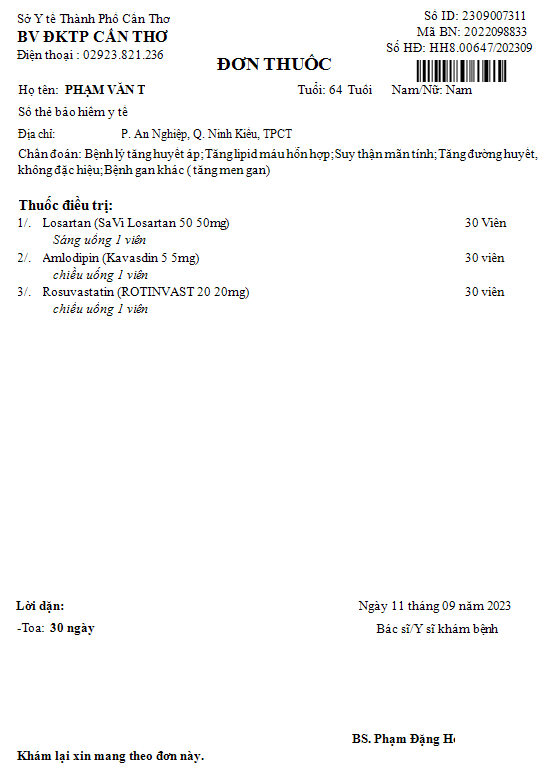 Sở Y tế Thành Phố Cần Thơ
BV ĐKTP CẦN THƠ
Điện thoại : 02923.821.236
Số ID: 2309007311
Mã BN: 2022098833
Số HĐ: HH8.00647/202309
ĐƠN THUỐC
Họ tên: PHẠM VĂN T Tuổi: 64 Tuổi Nam/Nữ: Nam
Số thẻ bảo hiểm y tế
Địa chỉ: P. An Nghiệp, Q. Ninh Kiều, TPCT
Chẩn đoán: Bệnh lý tăng huyết áp; Tăng lipid máu hổn hợp; Suy thận mãn tính; Tăng đường huyết,
không đặc hiệu; Bệnh gan khác ( tăng men gan)
Thuốc điều trị:
1/. Losartan (SaVi Losartan 50 50mg) 30 Viên
Sáng uống 1 viên
2/. Amlodipin (Kavasdin 5 5mg) 30 viên
chiều uống 1 viên
3/. Rosuvastatin (ROTINVAST 20 20mg) 30 viên
chiều uống 1 viên
Lời dặn:
-Toa: 30 ngày
Ngày 11 tháng 09 năm 2023
Bác sĩ/Y sĩ khám bệnh
BS. Phạm Đặng
Khám lại xin mang theo đơn này.